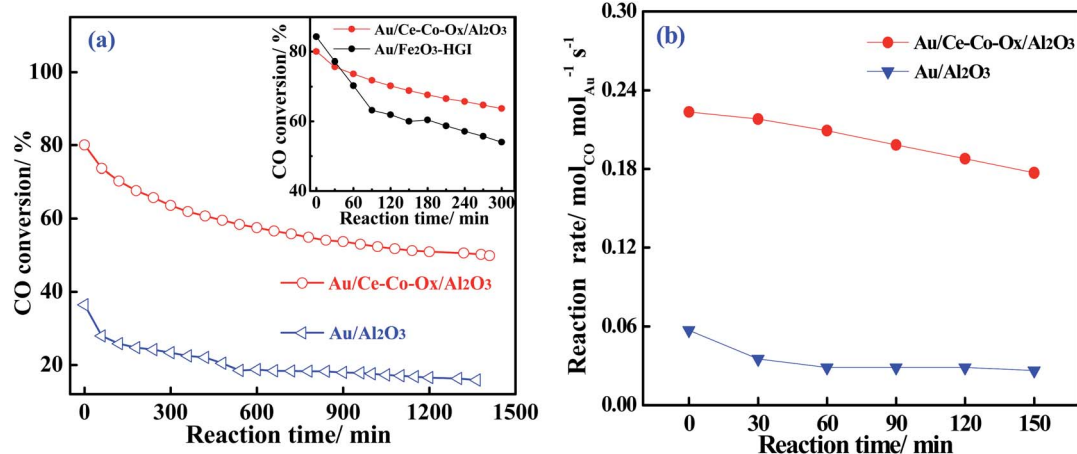 (a)
CO conversion/ %
100
80
60
40
20
0
300
600
900
1200
1500
Reaction time/ min
Au/Ce-Co-Ox/Al2O3
Au/Al2O3
Au/Ce-Co-Ox/Al2O3
Au/Fe2O3-HGI
CO conversion/ %
80
60
40
0
60
120
180
240
300
Reaction time/ min
(b)
Reaction rate/ mol_CO mol_Au^-1 s^-1
0.30
0.24
0.18
0.12
0.06
0.00
0
30
60
90
120
150
Reaction time/ min
Au/Ce-Co-Ox/Al2O3
Au/Al2O3